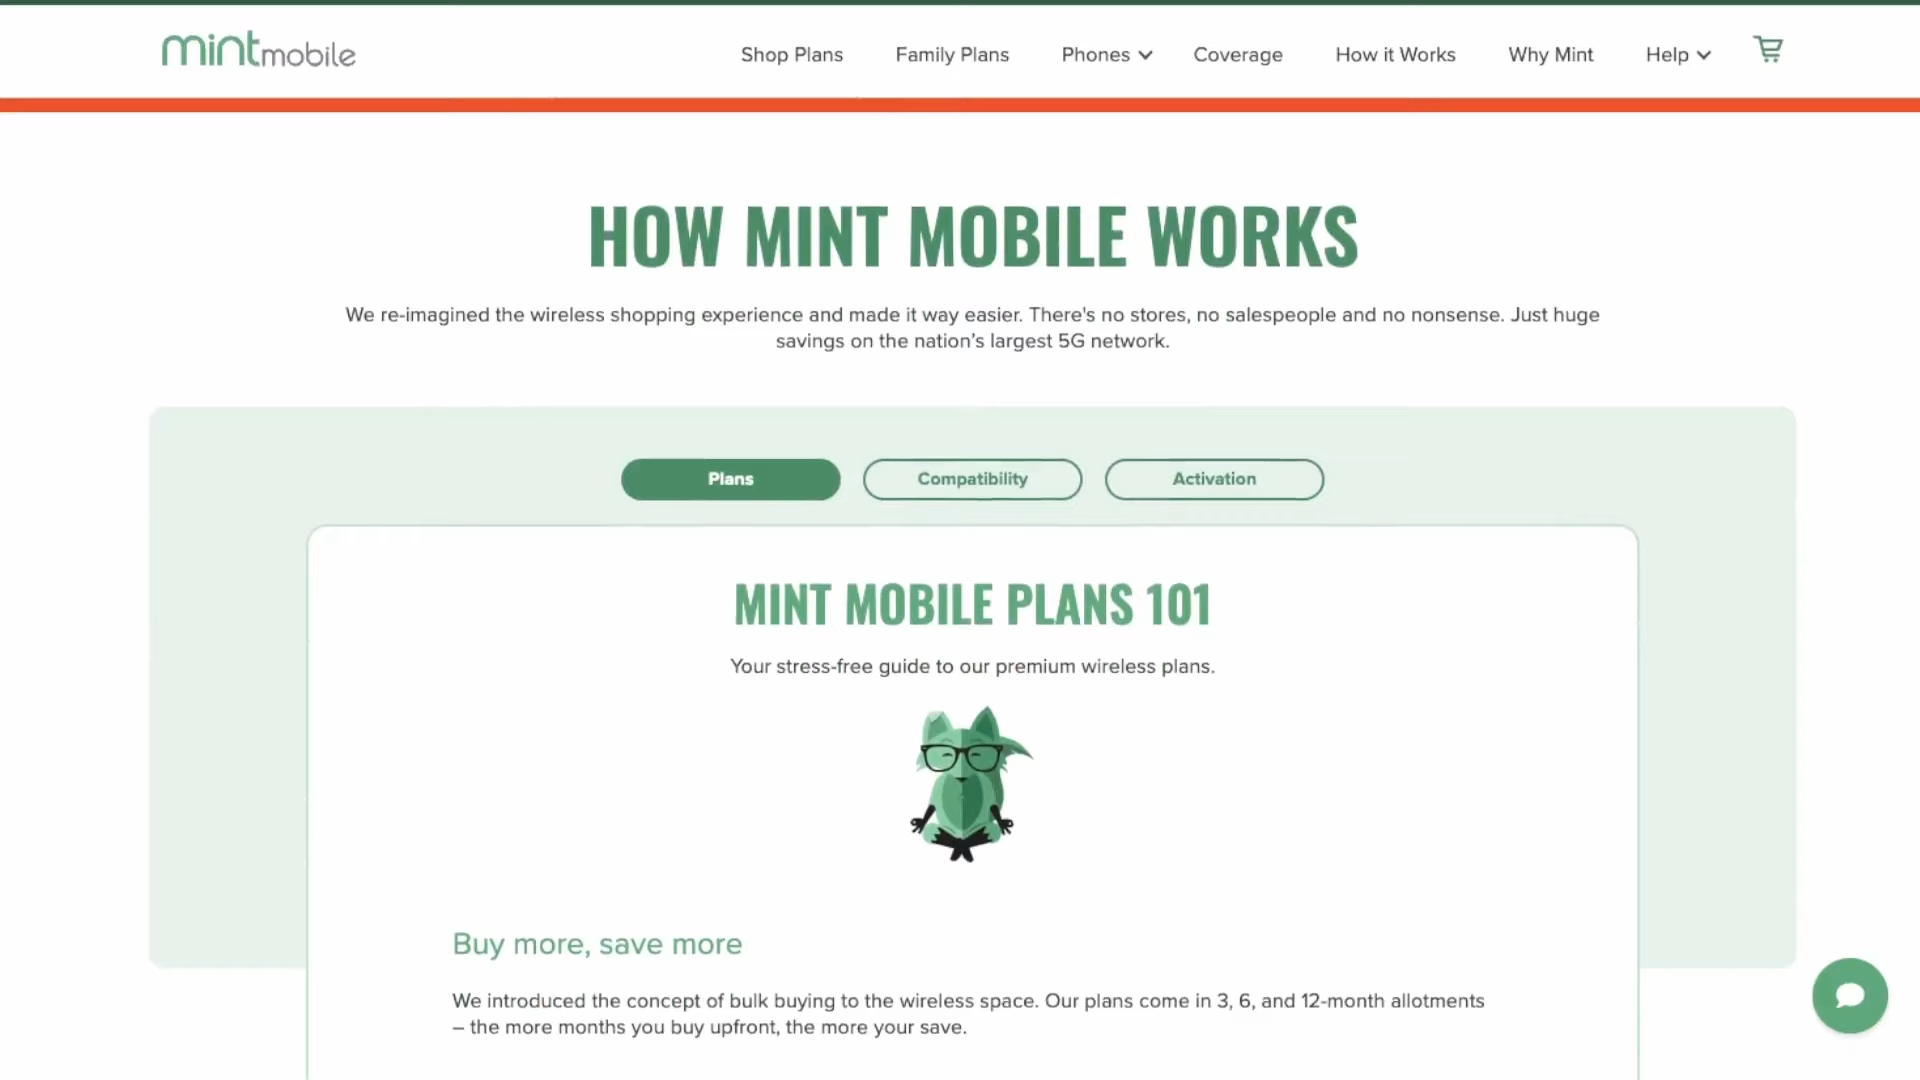 mintmobile
Shop Plans
Family Plans
Phones
Coverage
How it Works
Why Mint
Help
HOW MINT MOBILE WORKS
We re-imagined the wireless shopping experience and made it way easier. There's no stores, no salespeople and no nonsense. Just huge
savings on the nation’s largest 5G network.
Plans
Compatibility
Activation
MINT MOBILE PLANS 101
Your stress-free guide to our premium wireless plans.
Buy more, save more
We introduced the concept of bulk buying to the wireless space. Our plans come in 3, 6, and 12-month allotments
– the more months you buy upfront, the more your save.